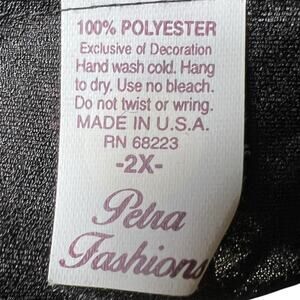 100% POLYESTER
Exclusive of Decoration
Hand wash cold. Hang
to dry. Use no bleach.
Do not twist or wring.
MADE IN U.S.A.
RN 68223
-2X-
Petra
Fashions